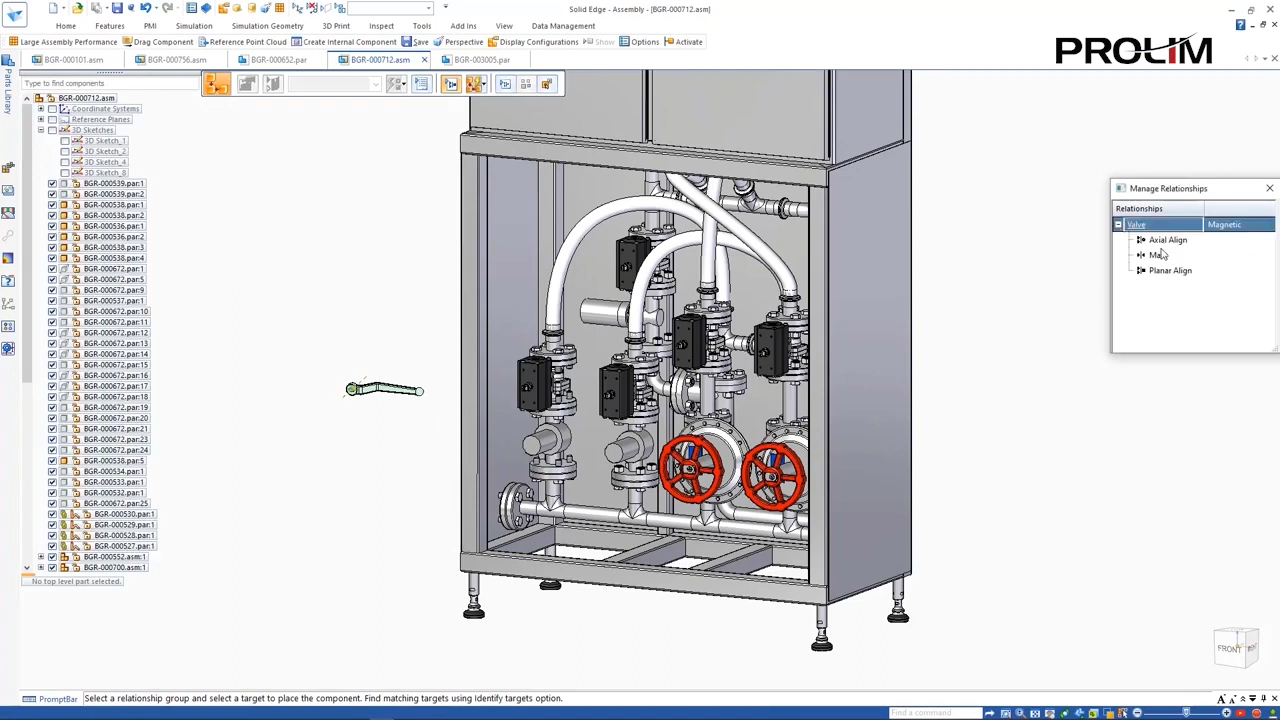 Solid Edge - Assembly - [BGR-000712.asm]
Home Features PMI Simulation Simulation Geometry 3D Print Inspect Tools Add Ins View Data Management
Large Assembly Performance Drag Component Reference Point Cloud Create Internal Component Save Perspective Display Configurations Show Options Activate
PROLIM
BGR-000101.asm BGR-000756.asm BGR-000652.par BGR-000712.asm BGR-003005.par
Parts Library
Type to find components
BGR-000712.asm
Coordinate Systems
Reference Planes
3D Sketches
3D Sketch_1
3D Sketch_2
3D Sketch_4
3D Sketch_8
BGR-000539.par:1
BGR-000539.par:2
BGR-000538.par:1
BGR-000538.par:2
BGR-000536.par:1
BGR-000536.par:2
BGR-000538.par:3
BGR-000538.par:4
BGR-000672.par:1
BGR-000672.par:5
BGR-000672.par:9
BGR-000537.par:1
BGR-000672.par:10
BGR-000672.par:11
BGR-000672.par:12
BGR-000672.par:13
BGR-000672.par:14
BGR-000672.par:15
BGR-000672.par:16
BGR-000672.par:17
BGR-000672.par:18
BGR-000672.par:19
BGR-000672.par:20
BGR-000672.par:21
BGR-000672.par:23
BGR-000672.par:24
BGR-000538.par:5
BGR-000534.par:1
BGR-000533.par:1
BGR-000532.par:1
BGR-000672.par:25
BGR-000530.par:1
BGR-000529.par:1
BGR-000528.par:1
BGR-000527.par:1
BGR-000552.asm:1
BGR-000700.asm:1
No top level part selected.
Manage Relationships
Relationships
Valve Magnetic
Axial Align
Planar Align
FRONT
PromptBar Select a relationship group and select a target to place the component. Find matching targets using Identify targets option.
Find a command